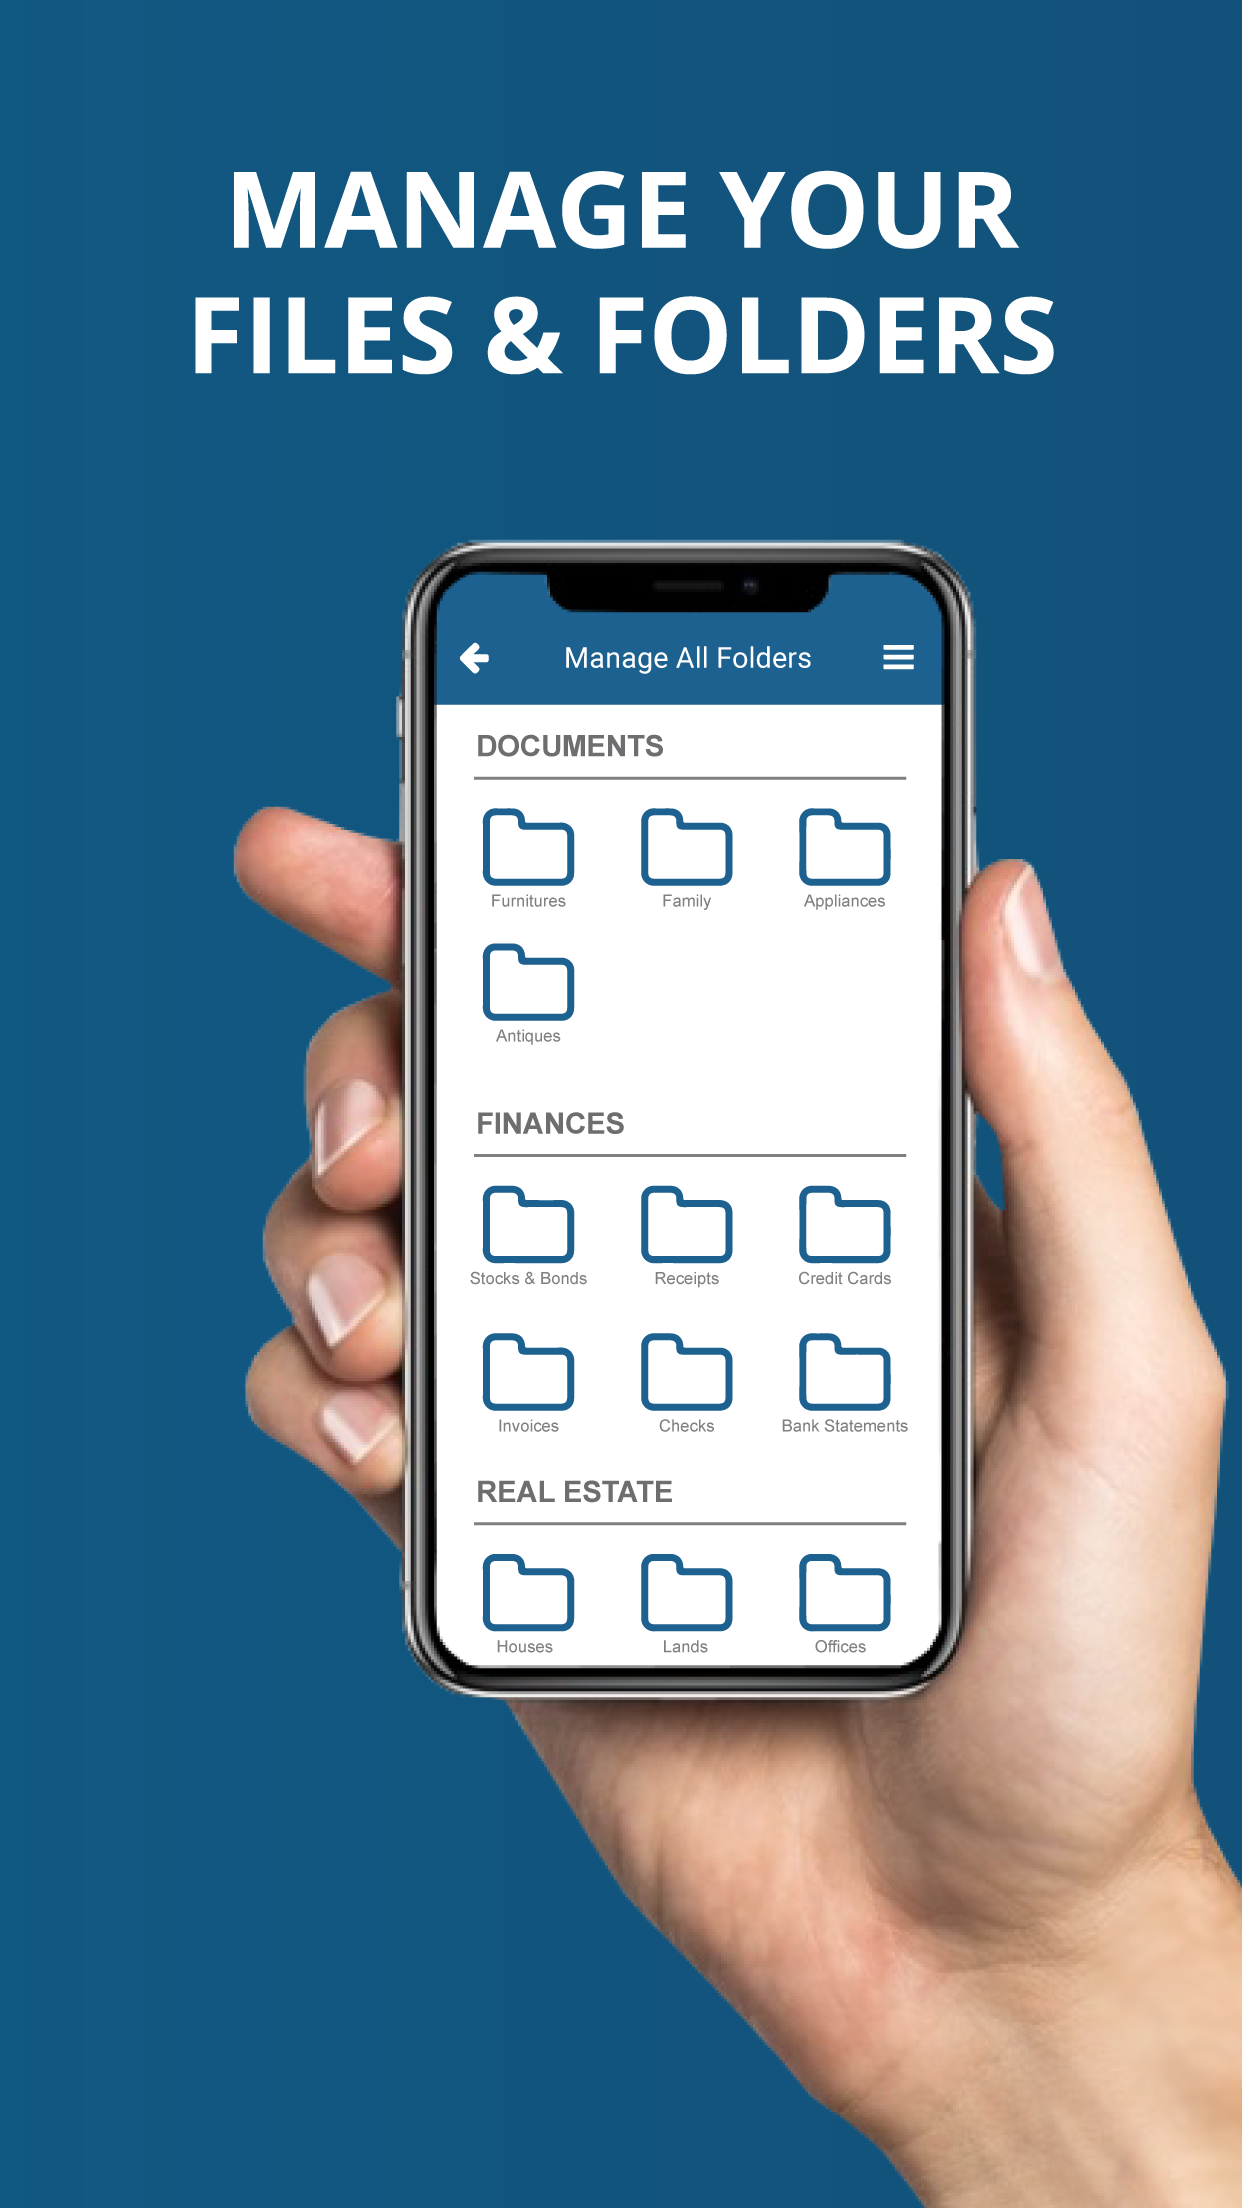 MANAGE YOUR
FILES & FOLDERS
Manage All Folders
DOCUMENTS
Furnitures Family Appliances
Antiques
FINANCES
Stocks & Bonds Receipts Credit Cards
Invoices Checks Bank Statements
REAL ESTATE
Houses Lands Offices